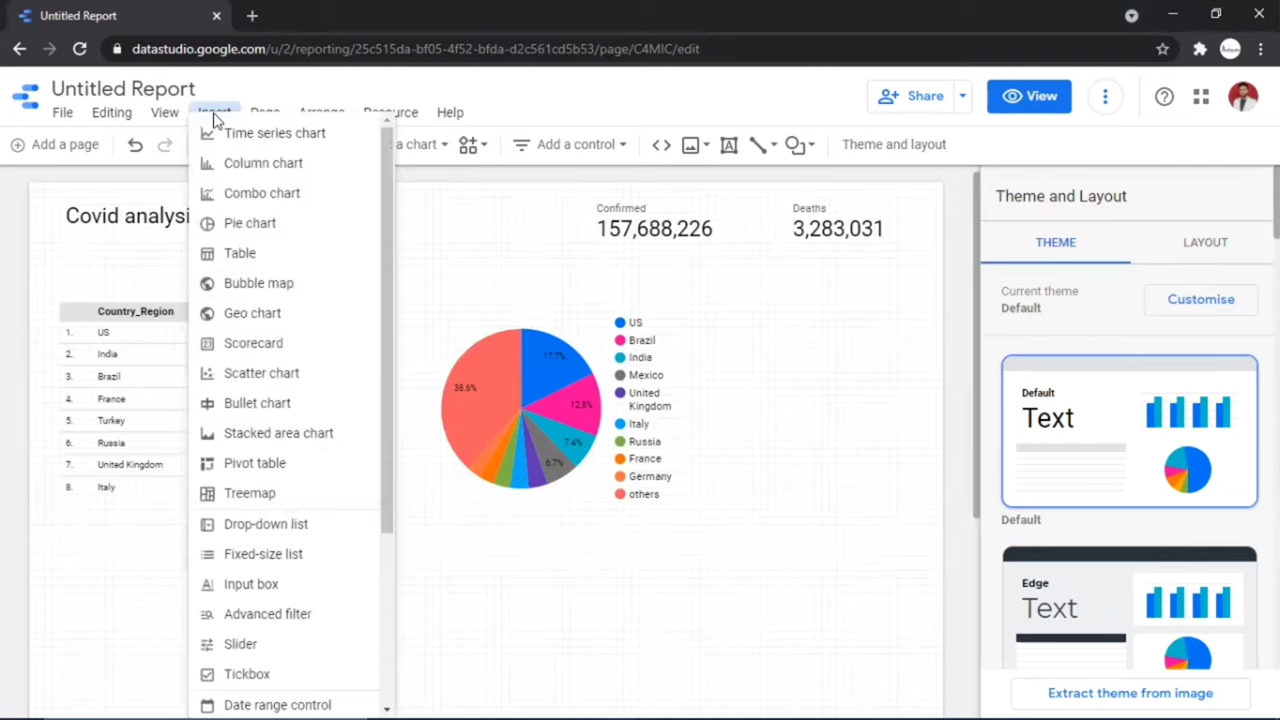 Untitled Report
datastudio.google.com/u/2/reporting/25c515da-bf05-4f52-bfda-d2c561cd5b53/page/C4MIC/edit
Untitled Report
File Editing View Insert Page Arrange Resource Help
Share
View
Add a page
a chart
Add a control
Theme and layout
Time series chart
Column chart
Combo chart
Pie chart
Table
Bubble map
Geo chart
Scorecard
Scatter chart
Bullet chart
Stacked area chart
Pivot table
Treemap
Drop-down list
Fixed-size list
Input box
Advanced filter
Slider
Tickbox
Date range control
Covid analysi
Confirmed
157,688,226
Deaths
3,283,031
Country_Region
1. US
2. India
3. Brazil
4. France
5. Turkey
6. Russia
7. United Kingdom
8. Italy
17.7%
12.8%
7.4%
6.7%
38.6%
US
Brazil
India
Mexico
United
Kingdom
Italy
Russia
France
Germany
others
Theme and Layout
THEME LAYOUT
Current theme
Default
Customise
Default
Text
Default
Edge
Text
Extract theme from image